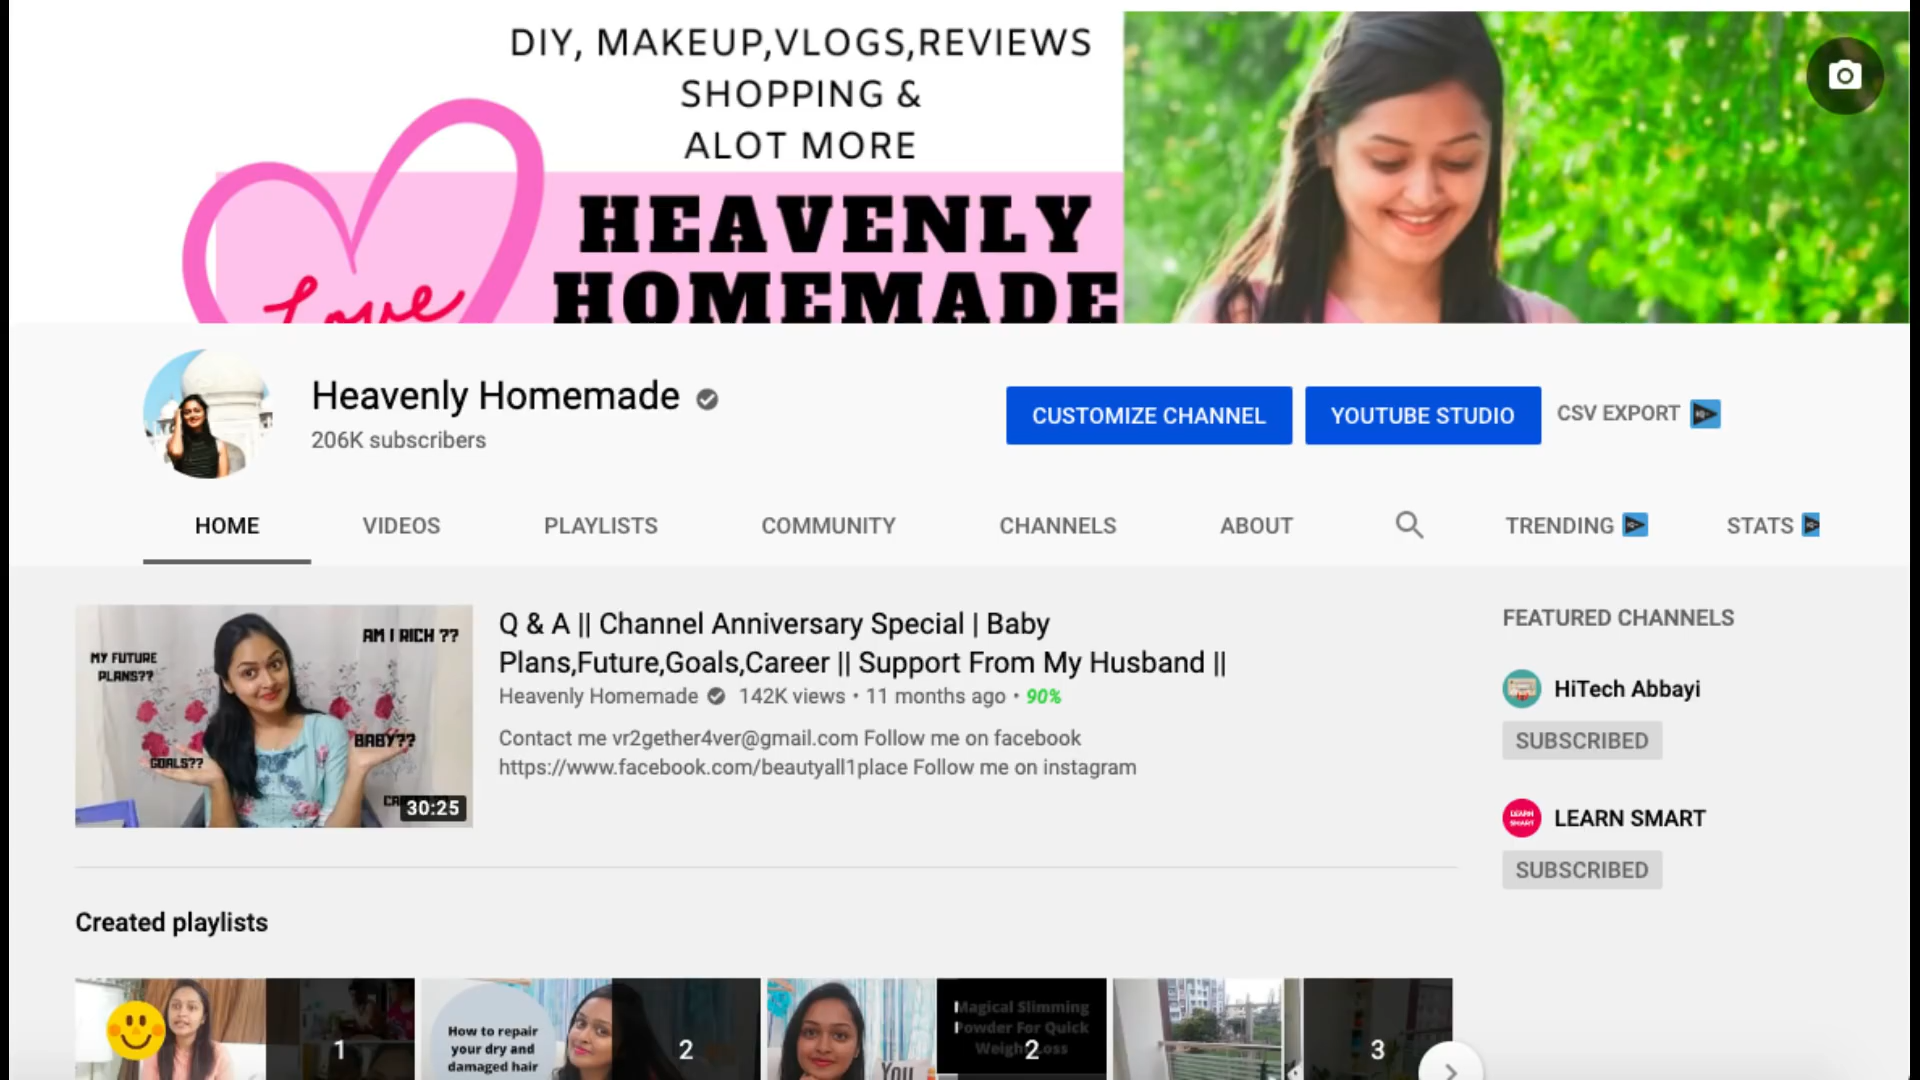 DIY, MAKEUP,VLOGS,REVIEWS
SHOPPING &
ALOT MORE
HEAVENLY
HOMEMADE
Love
Heavenly Homemade
206K subscribers
CUSTOMIZE CHANNEL
YOUTUBE STUDIO
CSV EXPORT
HOME
VIDEOS
PLAYLISTS
COMMUNITY
CHANNELS
ABOUT
TRENDING
STATS
MY FUTURE
PLANS??
AM I RICH ??
BABY??
GOALS??
30:25
Q & A || Channel Anniversary Special | Baby
Plans,Future,Goals,Career || Support From My Husband ||
Heavenly Homemade 142K views • 11 months ago • 90%
Contact me vr2gether4ver@gmail.com Follow me on facebook
https://www.facebook.com/beautyall1place Follow me on instagram
FEATURED CHANNELS
HiTech Abbayi
SUBSCRIBED
LEARN SMART
LEARN SMART
SUBSCRIBED
Created playlists
1
How to repair
your dry and
damaged hair
2
You
Magical Slimming
Powder For Quick
Weight Loss
2
3